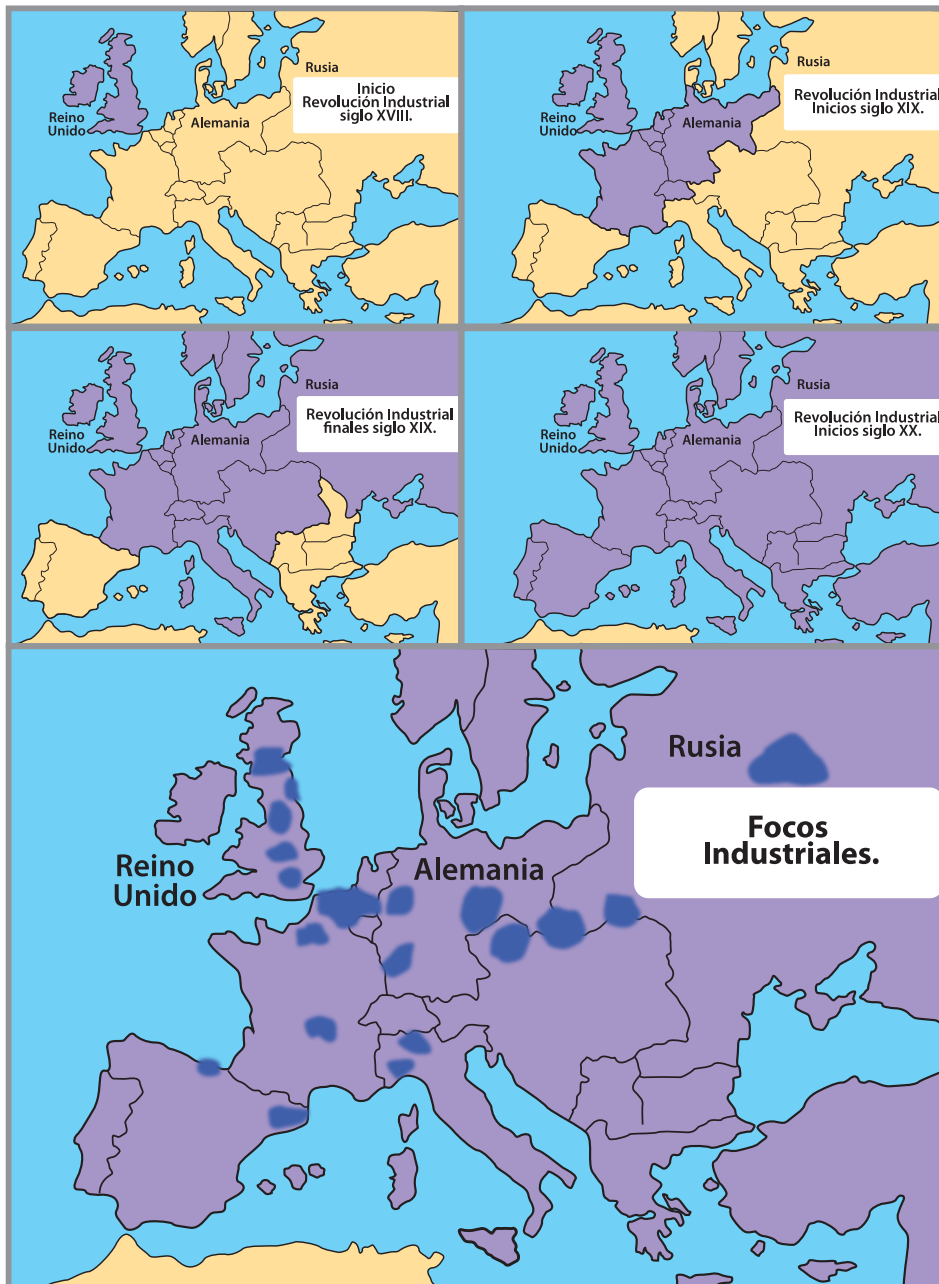 Rusia
Inicio
Revolución Industrial
siglo XVIII.
Reino
Unido
Alemania
Rusia
Revolución Industrial
Inicios siglo XIX.
Reino
Unido
Alemania
Rusia
Revolución Industrial
finales siglo XIX.
Reino
Unido
Alemania
Rusia
Revolución Industrial
Inicios siglo XX.
Reino
Unido
Alemania
Rusia
Focos
Industriales.
Reino
Unido
Alemania